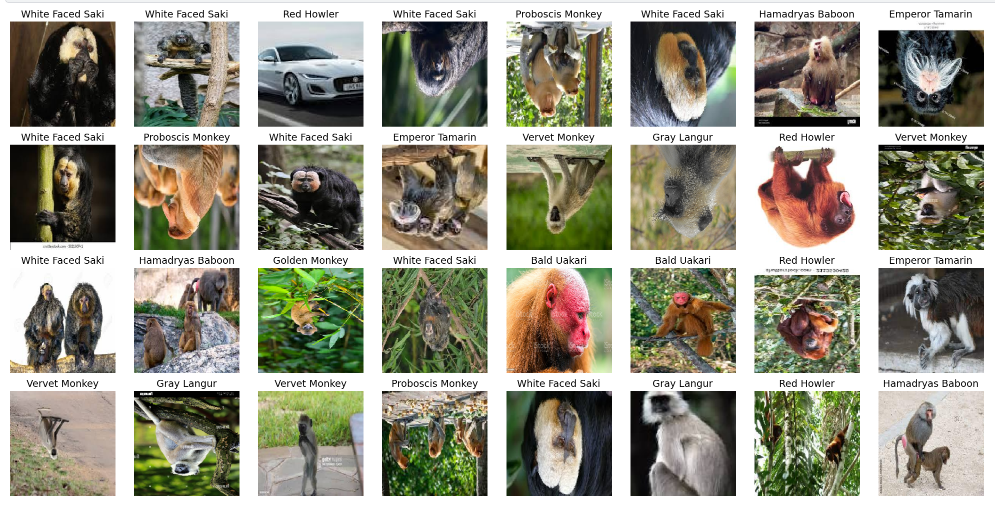 White Faced Saki
White Faced Saki
Red Howler
White Faced Saki
Proboscis Monkey
White Faced Saki
Hamadryas Baboon
Emperor Tamarin
White Faced Saki
Proboscis Monkey
White Faced Saki
Emperor Tamarin
Vervet Monkey
Gray Langur
Red Howler
Vervet Monkey
White Faced Saki
Hamadryas Baboon
Golden Monkey
White Faced Saki
Bald Uakari
Bald Uakari
Red Howler
Emperor Tamarin
Vervet Monkey
Gray Langur
Vervet Monkey
Proboscis Monkey
White Faced Saki
Gray Langur
Red Howler
Hamadryas Baboon